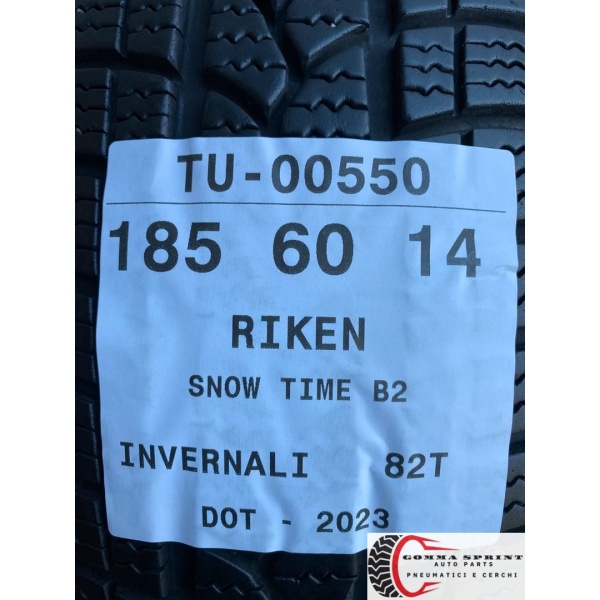 TU-00550
185 60 14
RIKEN
SNOW TIME B2
INVERNALI 82T
DOT - 2023
GOMMA SPRINT
AUTO PARTS
PNEUMATICI E CERCHI